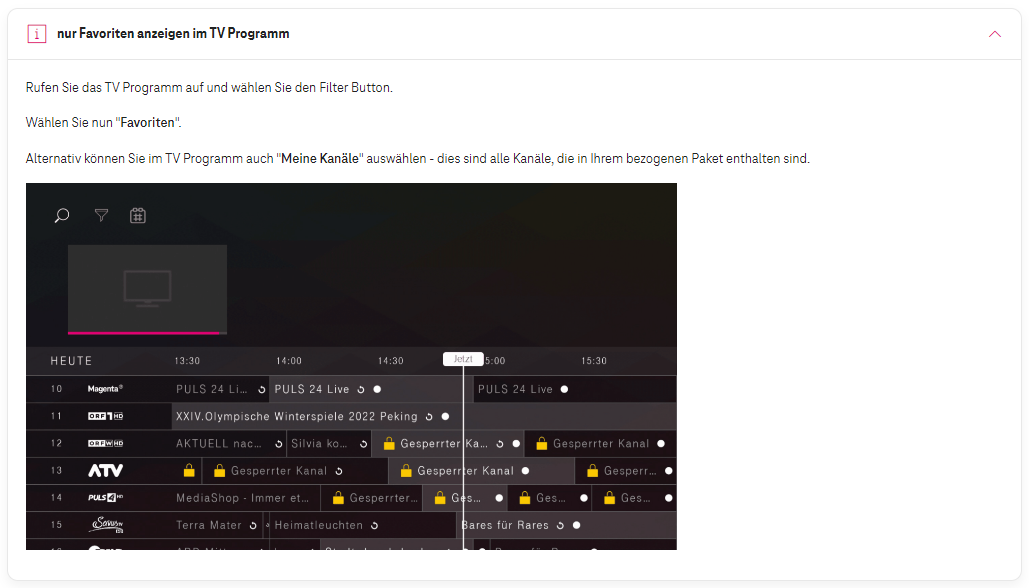 nur Favoriten anzeigen im TV Programm
Rufen Sie das TV Programm auf und wählen Sie den Filter Button.
Wählen Sie nun "Favoriten".
Alternativ können Sie im TV Programm auch "Meine Kanäle" auswählen - dies sind alle Kanäle, die in Ihrem bezogenen Paket enthalten sind.
HEUTE 13:30 14:00 14:30 Jetzt 5:00 15:30
10 Magenta PULS 24 Li... PULS 24 Live PULS 24 Live
11 ORF 1 HD XXIV.Olympische Winterspiele 2022 Peking
12 ORF W HD AKTUELL nac... Silvia ko... Gesperrter Ka... Gesperrter Kanal
13 ATV Gesperrter Kanal Gesperrter Kanal Gesperr...
14 PULS 4 HD MediaShop - Immer et... Gesperrter... Ges... Ges... Ges...
15 Servus TV Terra Mater Heimatleuchten Bares für Rares